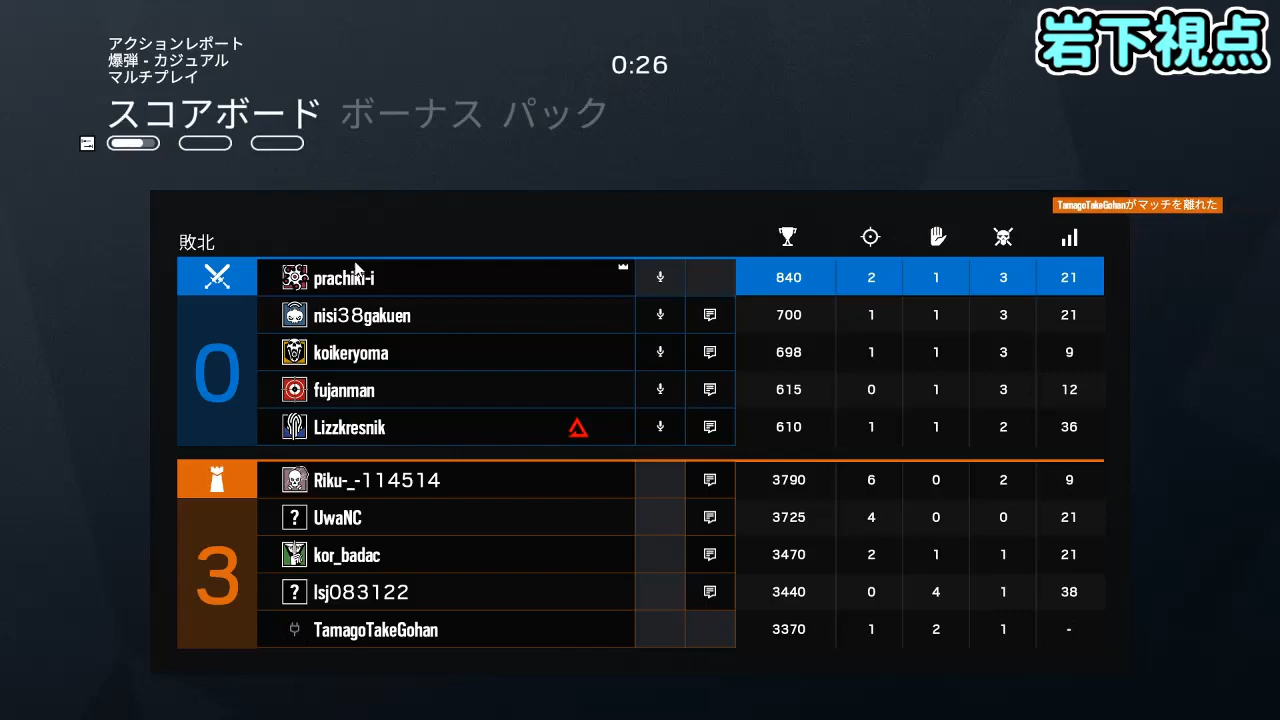 岩下視点
アクションレポート
爆弾 - カジュアル
マルチプレイ
0:26
スコアボード ボーナス パック
TamagoTakeGohanがマッチを離れた
敗北
prachiki-i 840 2 1 3 21
nisi38gakuen 700 1 1 3 21
koikeryoma 698 1 1 3 9
fujanman 615 0 1 3 12
Lizzkresnik 610 1 1 2 36
0
Riku-_-114514 3790 6 0 2 9
? UwaNC 3725 4 0 0 21
kor_badac 3470 2 1 1 21
? lsj083122 3440 0 4 1 38
TamagoTakeGohan 3370 1 2 1 -
3